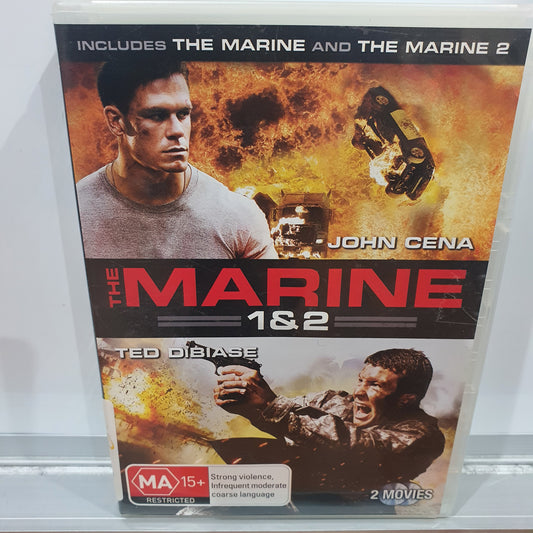 INCLUDES THE MARINE AND THE MARINE 2
JOHN CENA
THE MARINE
1&2
TED DIBIASE
MA 15+
RESTRICTED
Strong violence,
Infrequent moderate
coarse language
2 MOVIES